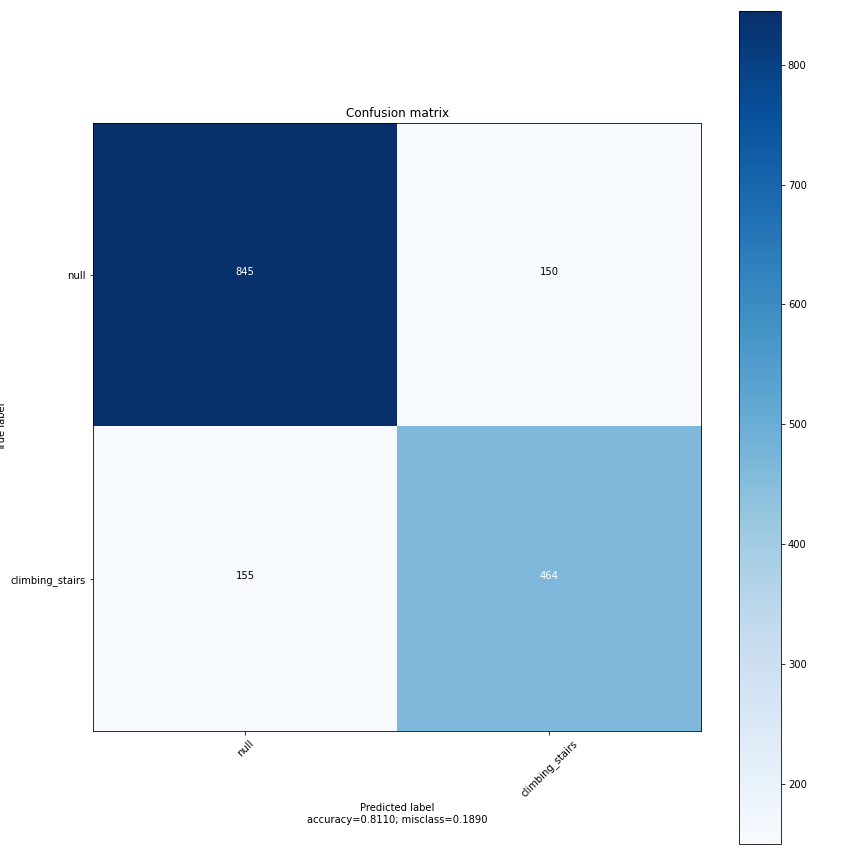 Confusion matrix
800
700
600
500
400
300
200
null
845
150
climbing_stairs
155
464
null
climbing_stairs
Predicted label
accuracy=0.8110; misclass=0.1890
label